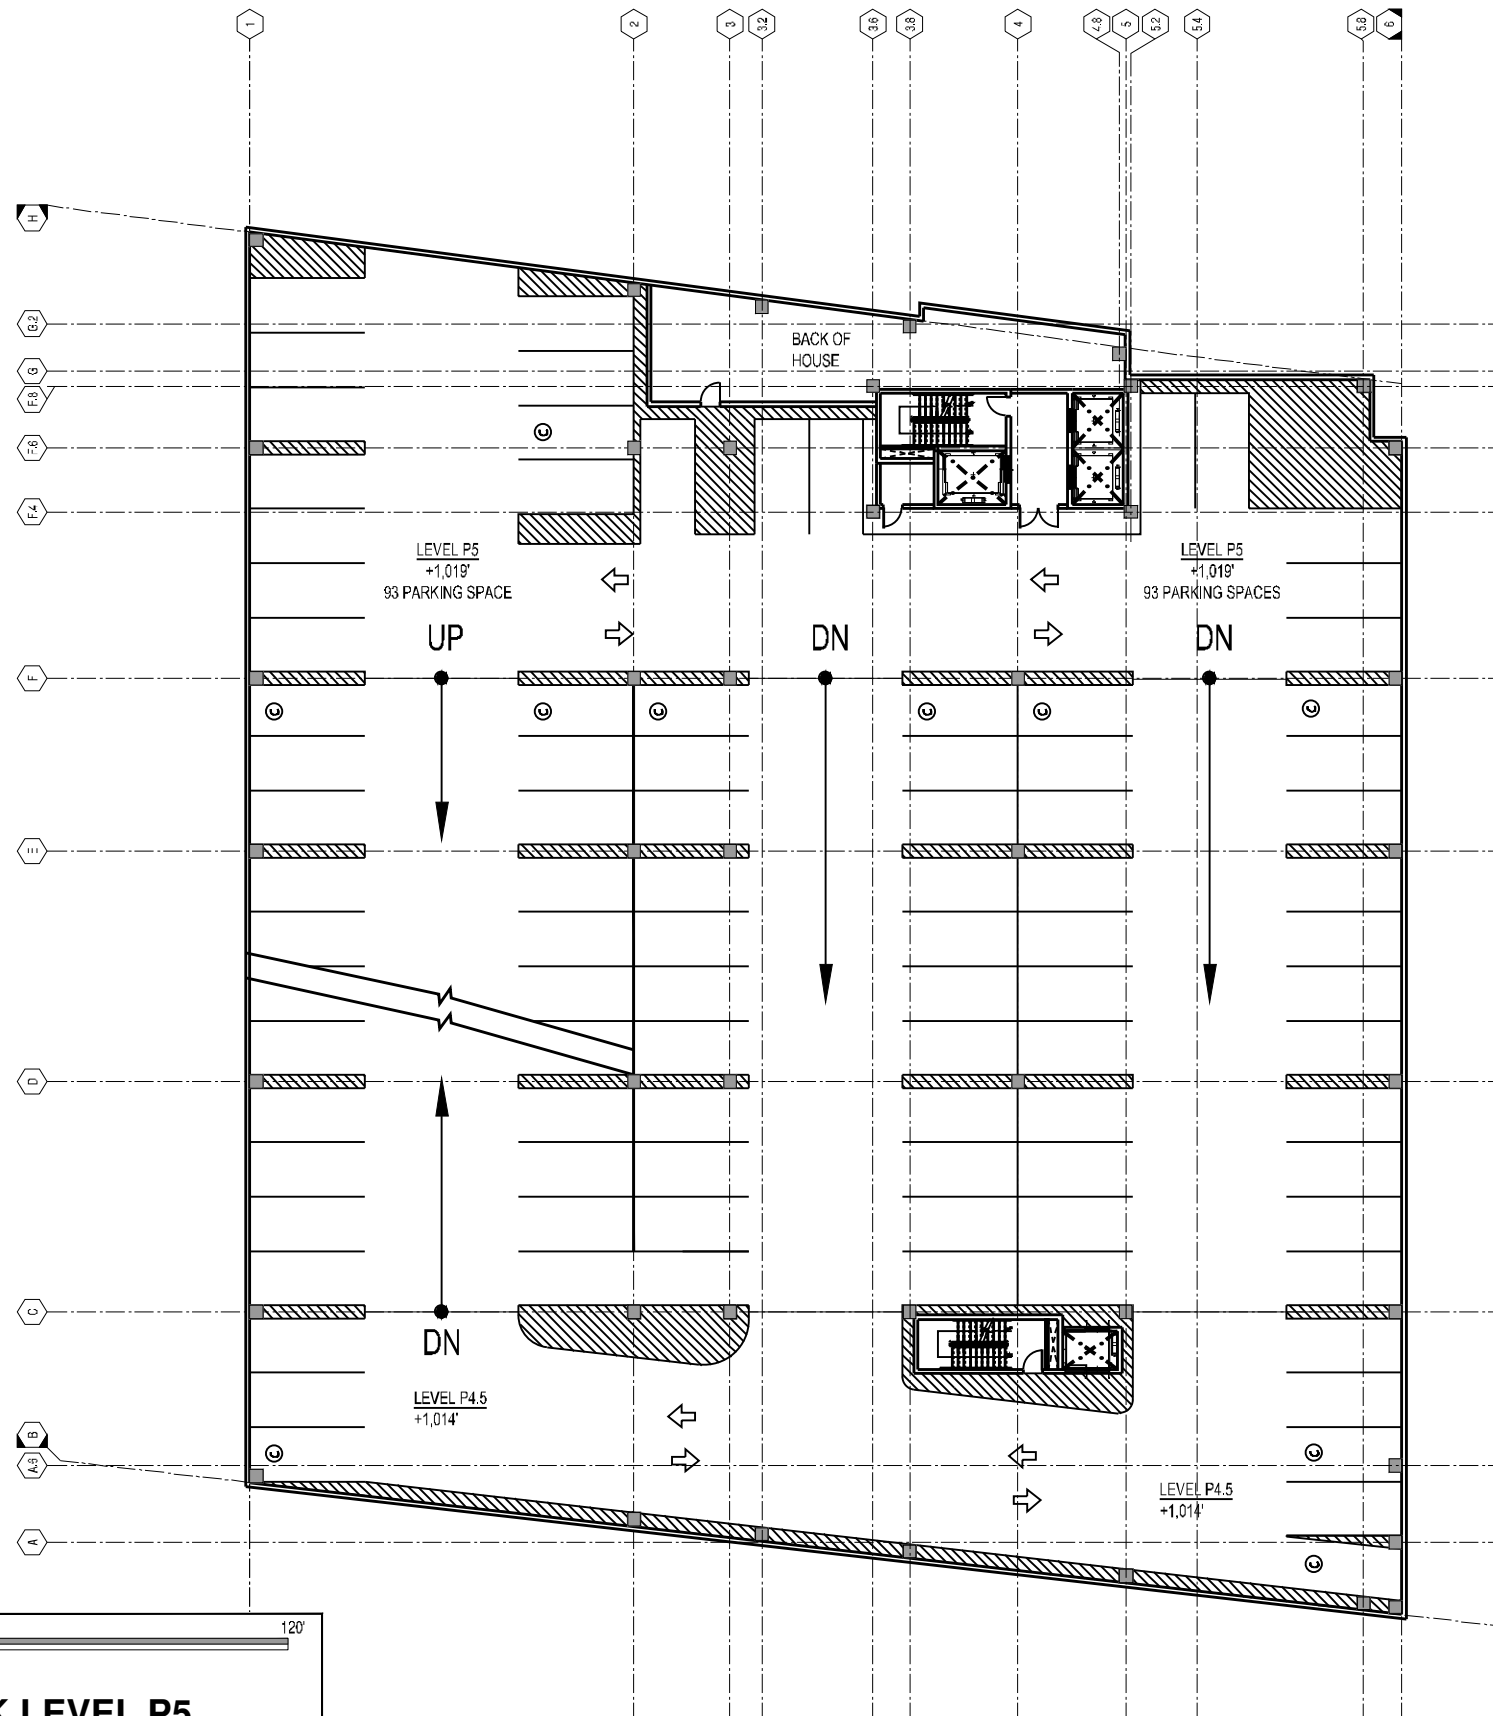 1
2
3
3.2
3.6
3.8
4
4.8
5
5.2
5.4
5.8
6
H
G.2
G
F.8
BACK OF
HOUSE
F.6
C
F.4
LEVEL P5
+1,019'
93 PARKING SPACE
LEVEL P5
+1,019'
93 PARKING SPACES
UP
DN
DN
F
C
C
C
C
C
C
E
D
C
DN
LEVEL P4.5
+1,014'
B
A.9
C
C
LEVEL P4.5
+1,014'
A
C
120'
LEVEL P5